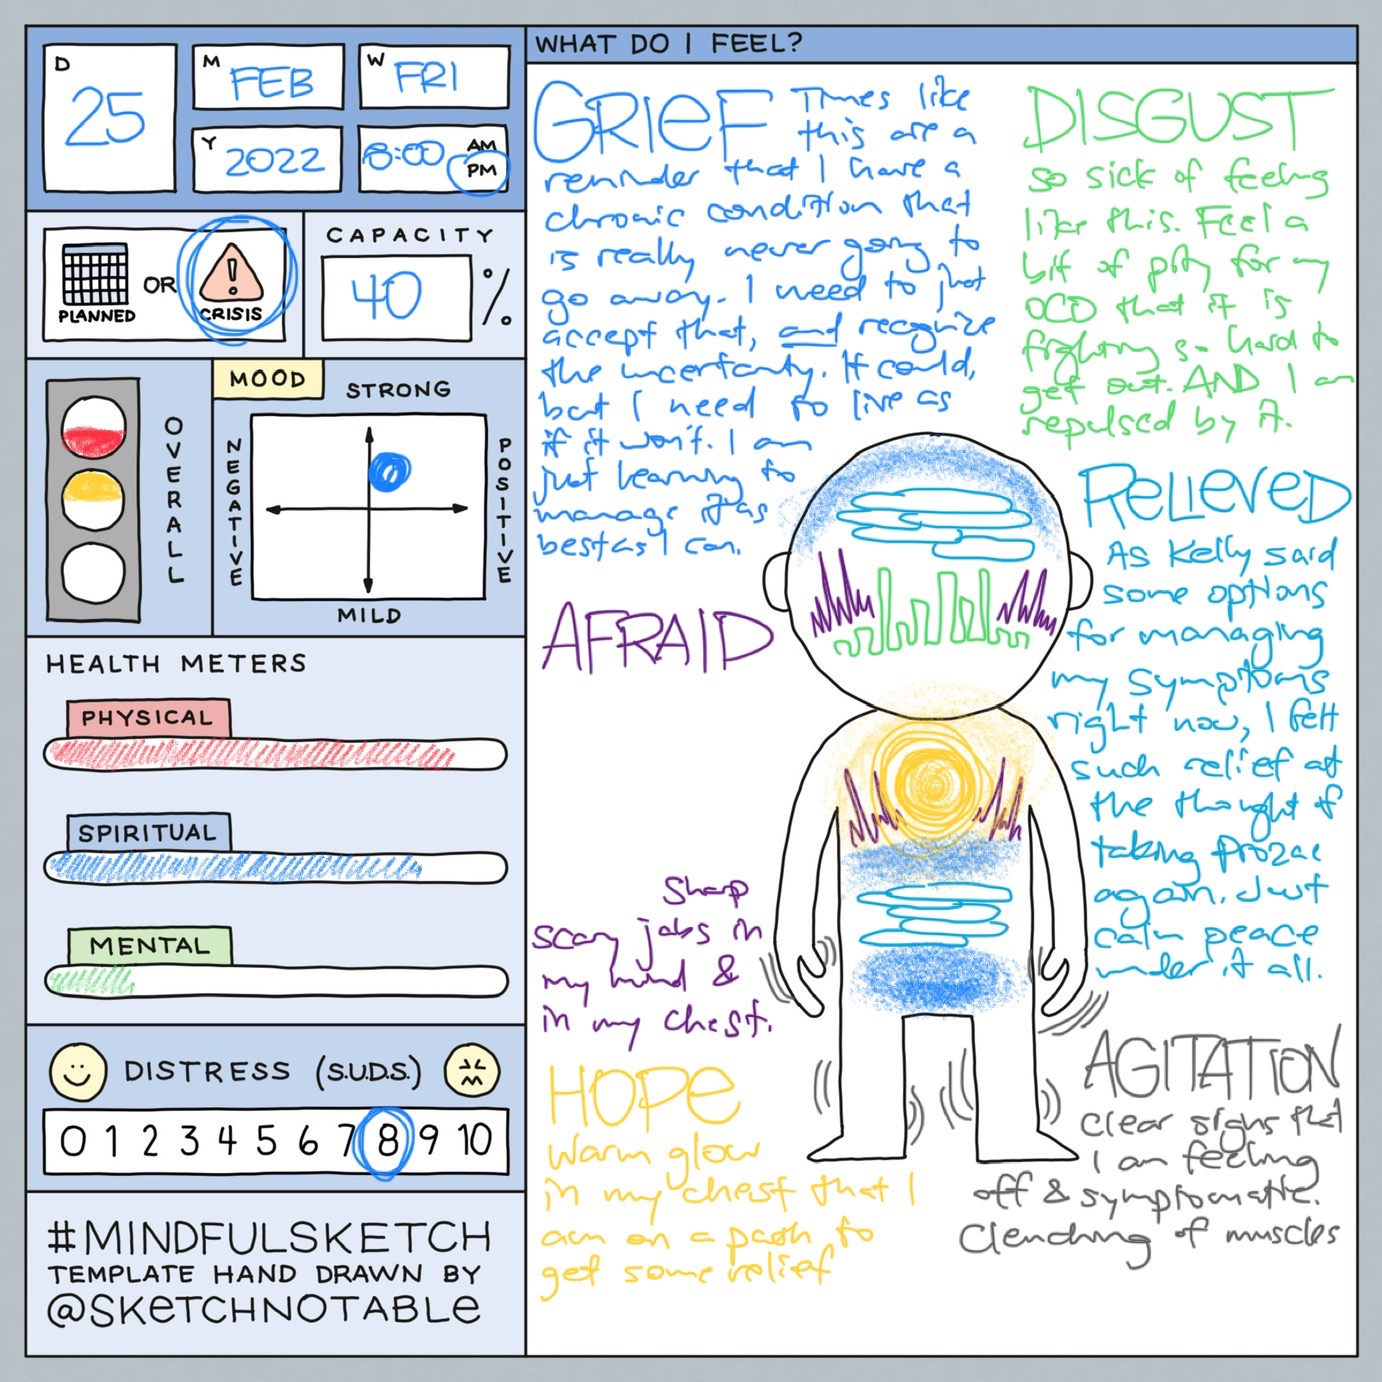 D
25
M
FEB
W
FRI
Y
2022
8:00
AM
PM
PLANNED
OR
CRISIS
CAPACITY
40 %
OVERALL
MOOD
STRONG
NEGATIVE
POSITIVE
MILD
HEALTH METERS
PHYSICAL
SPIRITUAL
MENTAL
DISTRESS (S.U.D.S.)
0 1 2 3 4 5 6 7 8 9 10
#MINDFULSKETCH
TEMPLATE HAND DRAWN BY
@SKETCHNOTABLE
WHAT DO I FEEL?
GRIEF Times like
this are a
reminder that I have a
chronic condition that
is really never going to
go away. I need to just
accept that, and recognize
the uncertainty. It could,
but I need to live as
if it won't. I am
just learning to
manage it as
best as I can.
DISGUST
so sick of feeling
like this. Feel a
bit of pity for my
OCD that it is
fighting so hard to
get out. AND I am
repulsed by it.
RELIEVED
As Kelly said
some options
for managing
my symptoms
right now, I felt
such relief at
the thought of
taking Prozac
again. Just
calm peace
under it all.
AFRAID
Sharp
scary jabs in
my mind &
in my chest.
HOPE
Warm glow
in my chest that I
am on a path to
get some relief
AGITATION
Clear signs that
I am feeling
off & symptomatic.
Clenching of muscles